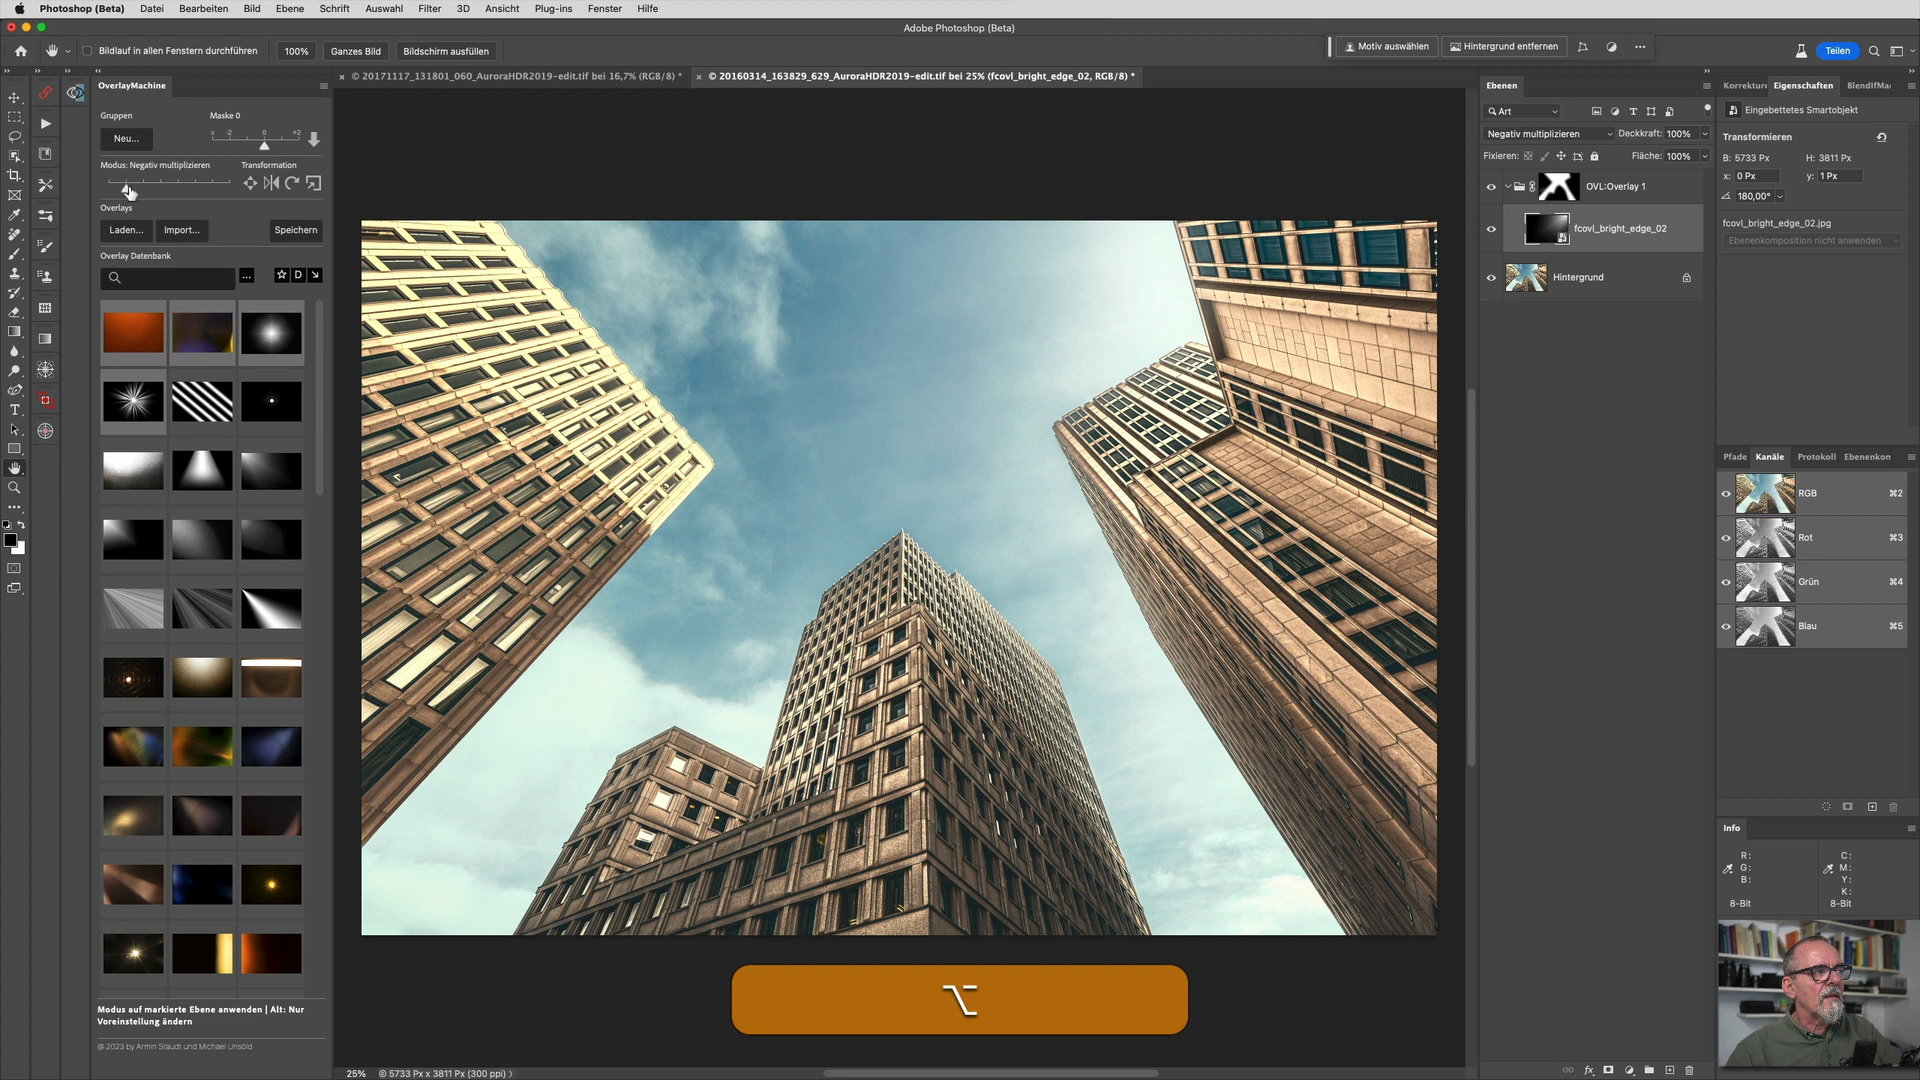 Photoshop (Beta) Datei Bearbeiten Bild Ebene Schrift Auswahl Filter 3D Ansicht Plug-ins Fenster Hilfe
Adobe Photoshop (Beta)
Bildlauf in allen Fenstern durchführen 100% Ganzes Bild Bildschirm ausfüllen
Motiv auswählen Hintergrund entfernen
Teilen
© 20171117_131801_060_AuroraHDR2019-edit.tif bei 16,7% (RGB/8) *
© 20160314_163829_629_AuroraHDR2019-edit.tif bei 25% (fcovl_bright_edge_02, RGB/8) *
OverlayMachine
Gruppen Maske 0
Neu...
x -2 0 +2
Modus: Negativ multiplizieren Transformation
Overlays
Laden... Import... Speichern
Overlay Datenbank
... D
Modus auf markierte Ebene anwenden | Alt: Nur
Voreinstellung ändern
@ 2023 by Armin Staudt und Michael Unsöld
⌥
25% © 5733 Px x 3811 Px (300 ppi)
Ebenen
Art
Negativ multiplizieren Deckkraft: 100%
Fixieren: Fläche: 100%
OVL:Overlay 1
fcovl_bright_edge_02
Hintergrund
Korrekturen Eigenschaften BlendIfMa
Eingebettetes Smartobjekt
Transformieren
B: 5733 Px H: 3811 Px
x: 0 Px y: 1 Px
180,00°
fcovl_bright_edge_02.jpg
Ebenenkomposition nicht anwenden
Pfade Kanäle Protokoll Ebenenkon
RGB ⌘2
Rot ⌘3
Grün ⌘4
Blau ⌘5
Info
R: C:
G: M:
B: Y:
K:
8-Bit 8-Bit